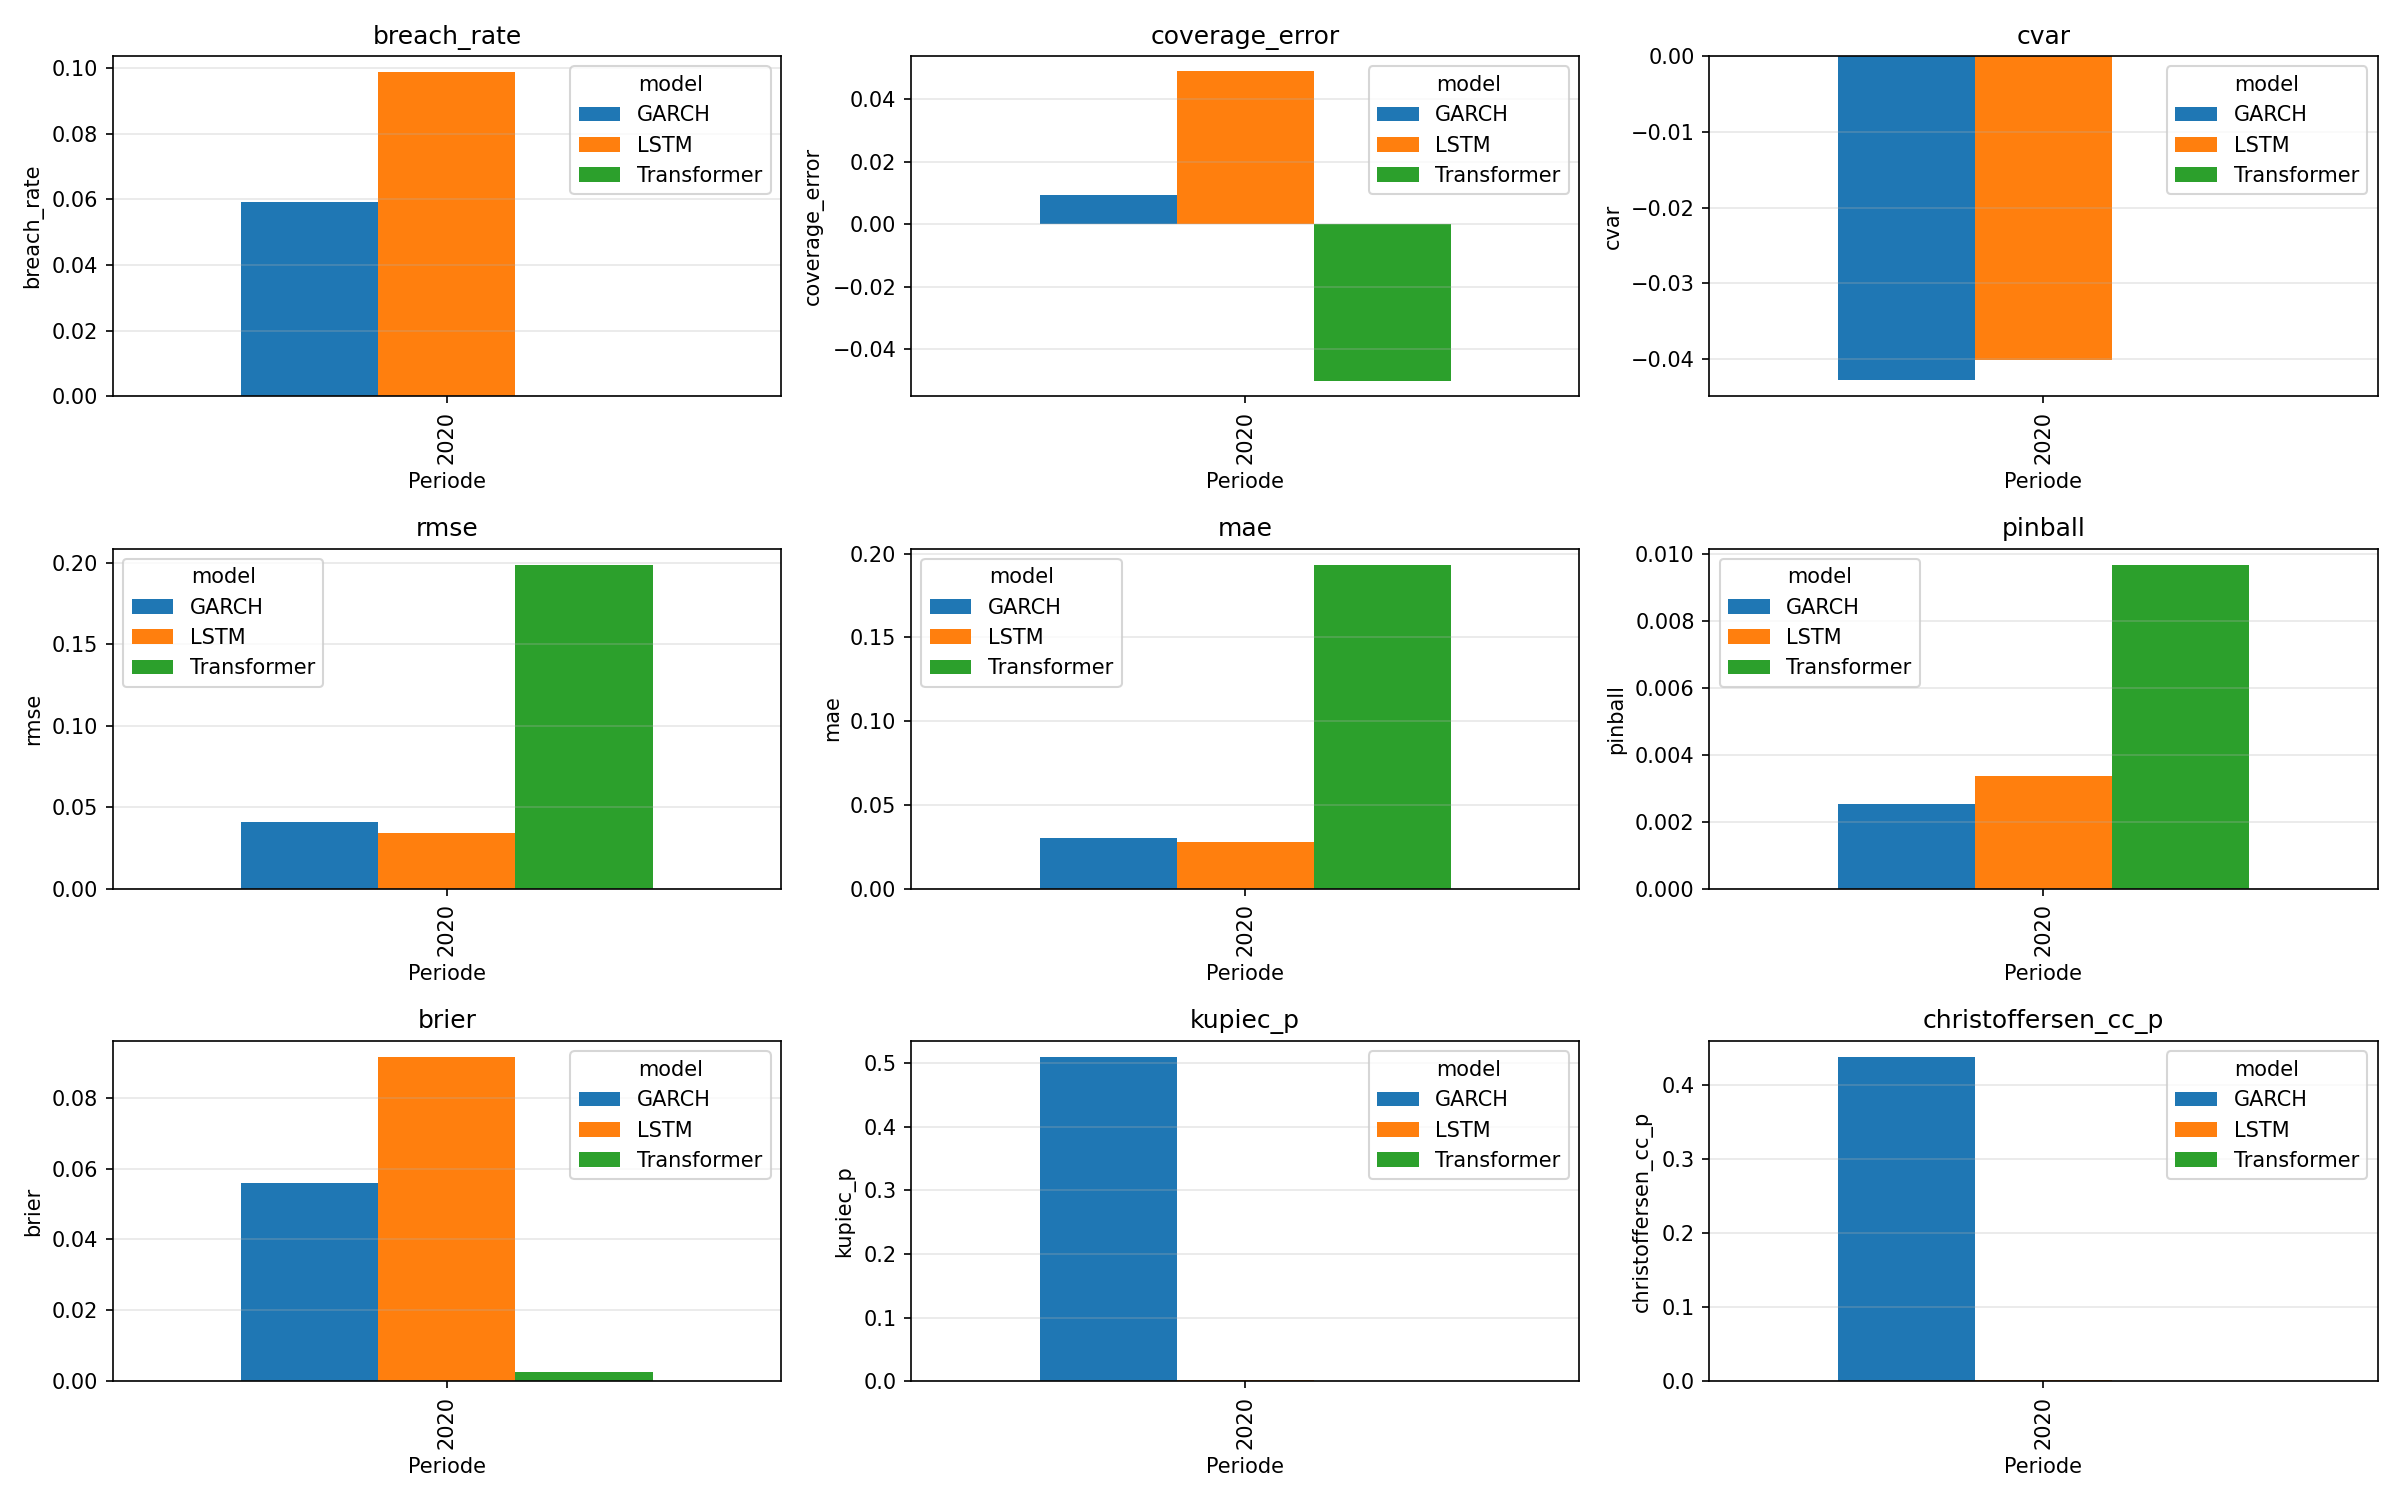 breach_rate
breach_rate
0.10
0.08
0.06
0.04
0.02
0.00
model
GARCH
LSTM
Transformer
2020
Periode
coverage_error
coverage_error
0.04
0.02
0.00
−0.02
−0.04
model
GARCH
LSTM
Transformer
2020
Periode
cvar
cvar
0.00
−0.01
−0.02
−0.03
−0.04
model
GARCH
LSTM
Transformer
2020
Periode
rmse
rmse
0.20
0.15
0.10
0.05
0.00
model
GARCH
LSTM
Transformer
2020
Periode
mae
mae
0.20
0.15
0.10
0.05
0.00
model
GARCH
LSTM
Transformer
2020
Periode
pinball
pinball
0.010
0.008
0.006
0.004
0.002
0.000
model
GARCH
LSTM
Transformer
2020
Periode
brier
brier
0.08
0.06
0.04
0.02
0.00
model
GARCH
LSTM
Transformer
2020
Periode
kupiec_p
kupiec_p
0.5
0.4
0.3
0.2
0.1
0.0
model
GARCH
LSTM
Transformer
2020
Periode
christoffersen_cc_p
christoffersen_cc_p
0.4
0.3
0.2
0.1
0.0
model
GARCH
LSTM
Transformer
2020
Periode